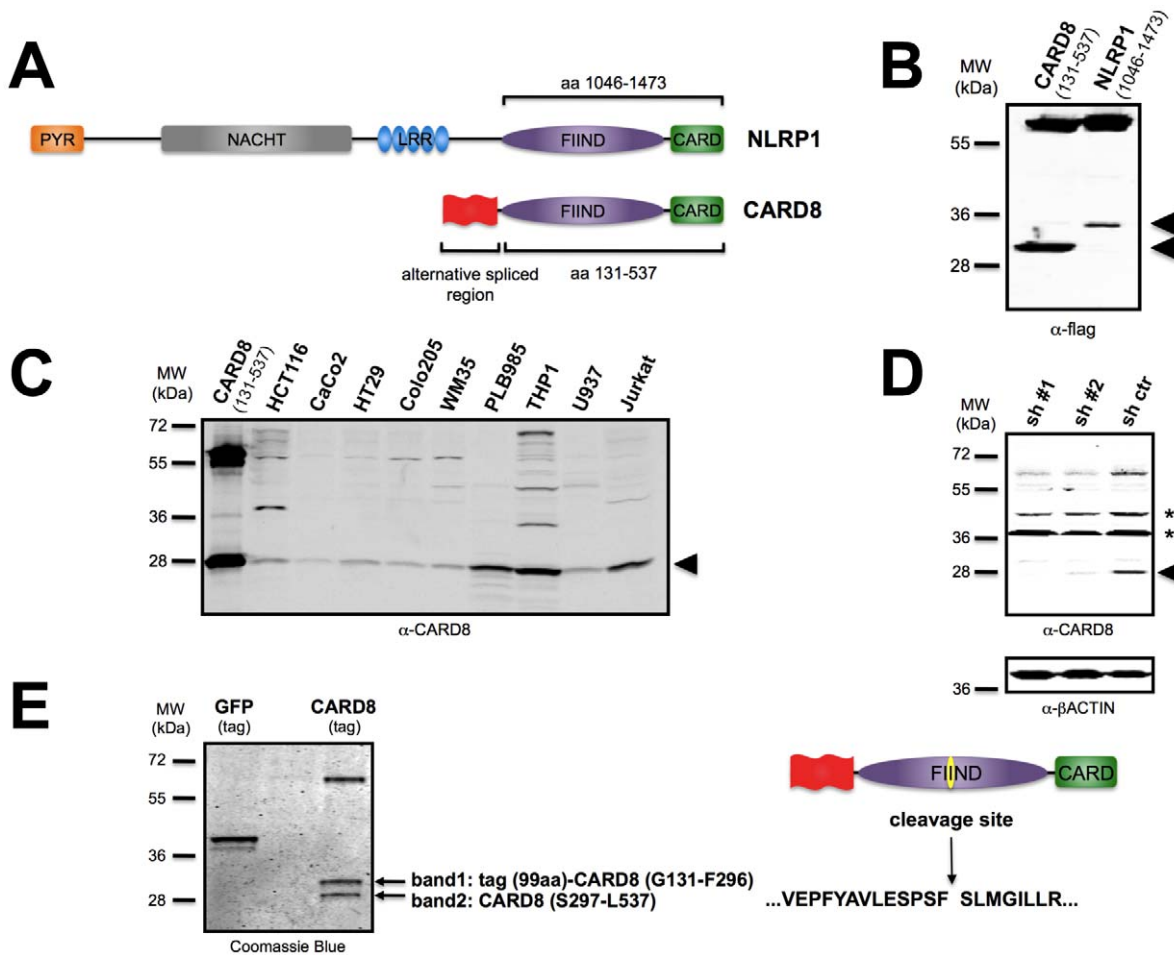 A
aa 1046-1473
PYR
NACHT
LRR
FIIND
CARD
NLRP1
FIIND
CARD
CARD8
alternative spliced
region
aa 131-537
B
MW
(kDa)
CARD8
(131-537)
NLRP1
(1046-1473)
55
36
28
α-flag
C
MW
(kDa)
CARD8
(131-537)
HCT116
CaCo2
HT29
Colo205
WM35
PLB985
THP1
U937
Jurkat
72
55
36
28
α-CARD8
D
MW
(kDa)
sh #1
sh #2
sh ctr
72
55
36
28
*
*
α-CARD8
36
α-βACTIN
E
MW
(kDa)
GFP
(tag)
CARD8
(tag)
72
55
36
28
band1: tag (99aa)-CARD8 (G131-F296)
band2: CARD8 (S297-L537)
Coomassie Blue
FIIND
CARD
cleavage site
...VEPFYAVLESPSF SLMGILLR...